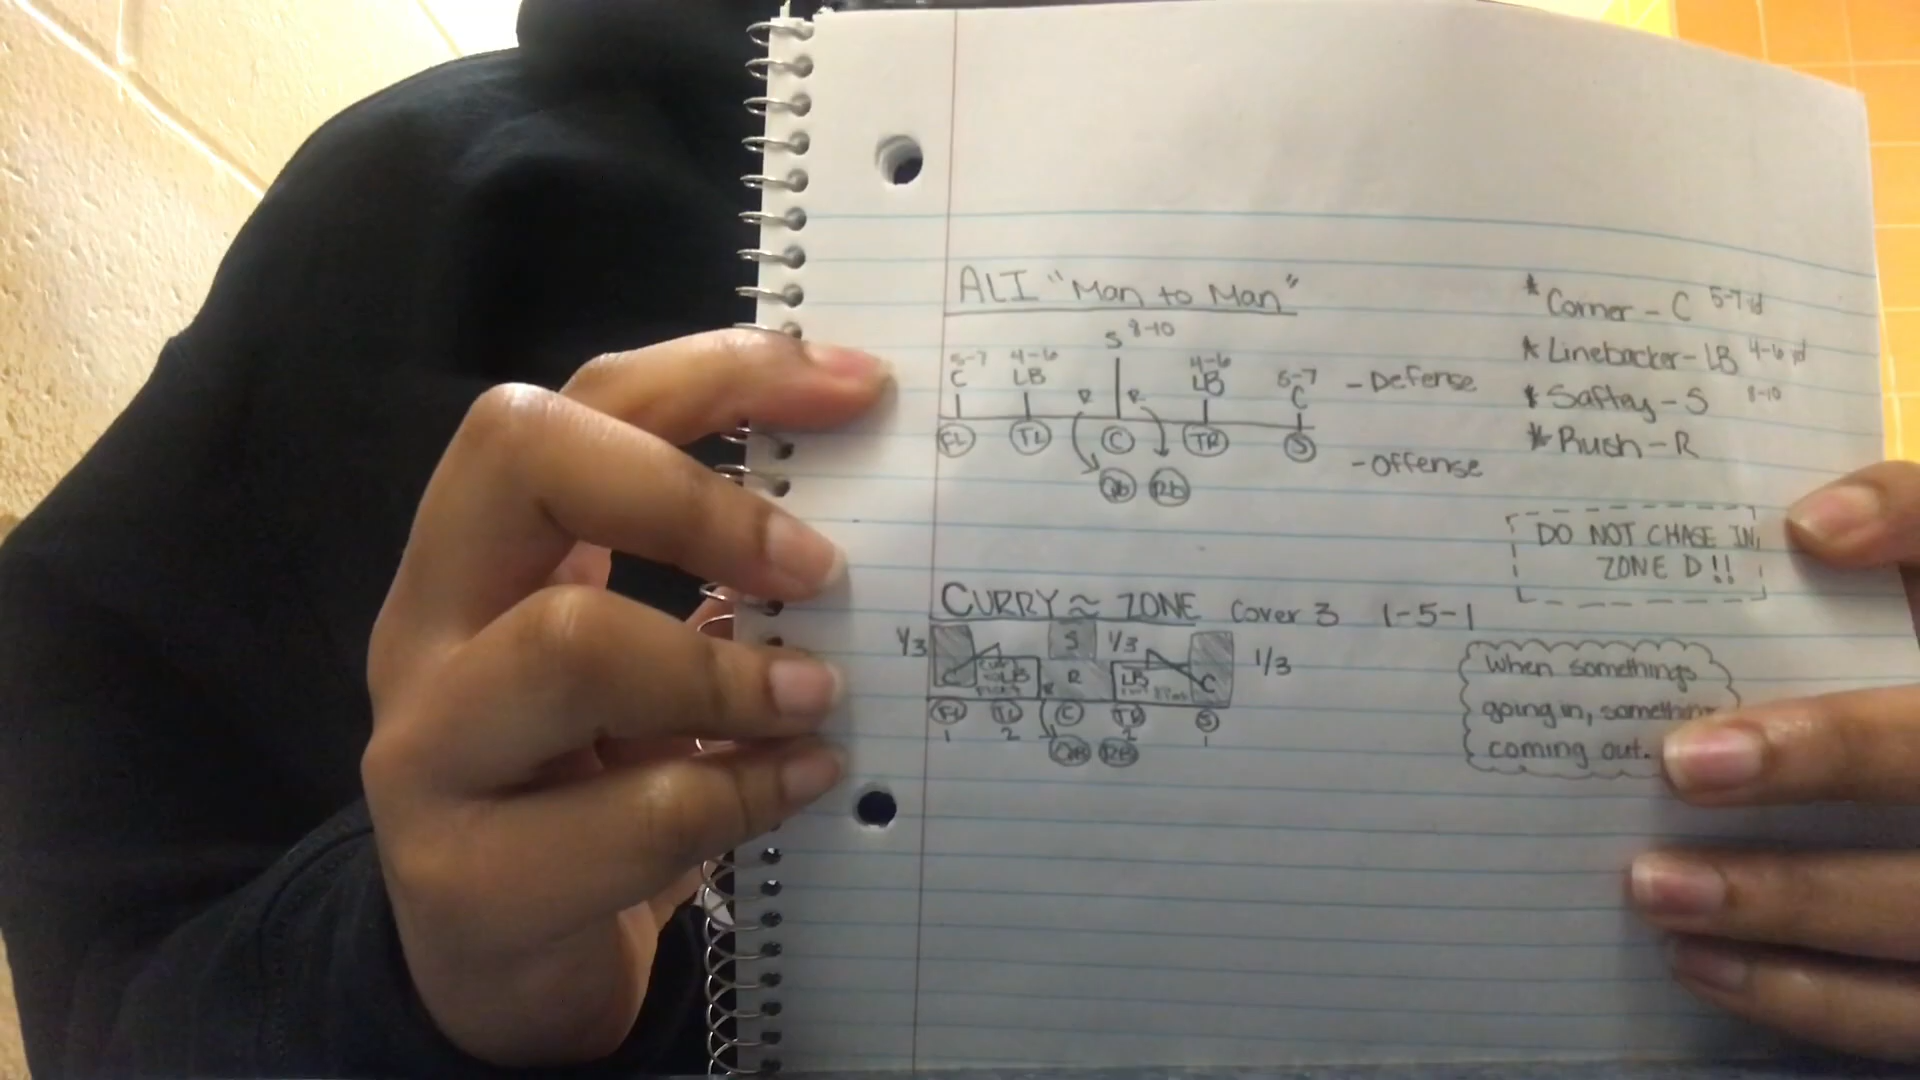 ALI "Man to Man"
S 8-10
5-7 4-6 4-6 5-7
C LB R R LB C - Defense
FL TL C TR S
- Offense
Qb Rb
* Corner - C 5-7 yd
* Linebacker - LB 4-6 yd
* Saftey - S 8-10
* Rush - R
DO NOT CHASE IN
ZONE D!!
CURRY ≈ ZONE Cover 3 1-5-1
1/3 S 1/3 1/3
C LB R LB C
R
FL TL C TR S
1 2 2 1
QB RB
When somethings
going in, something
coming out.